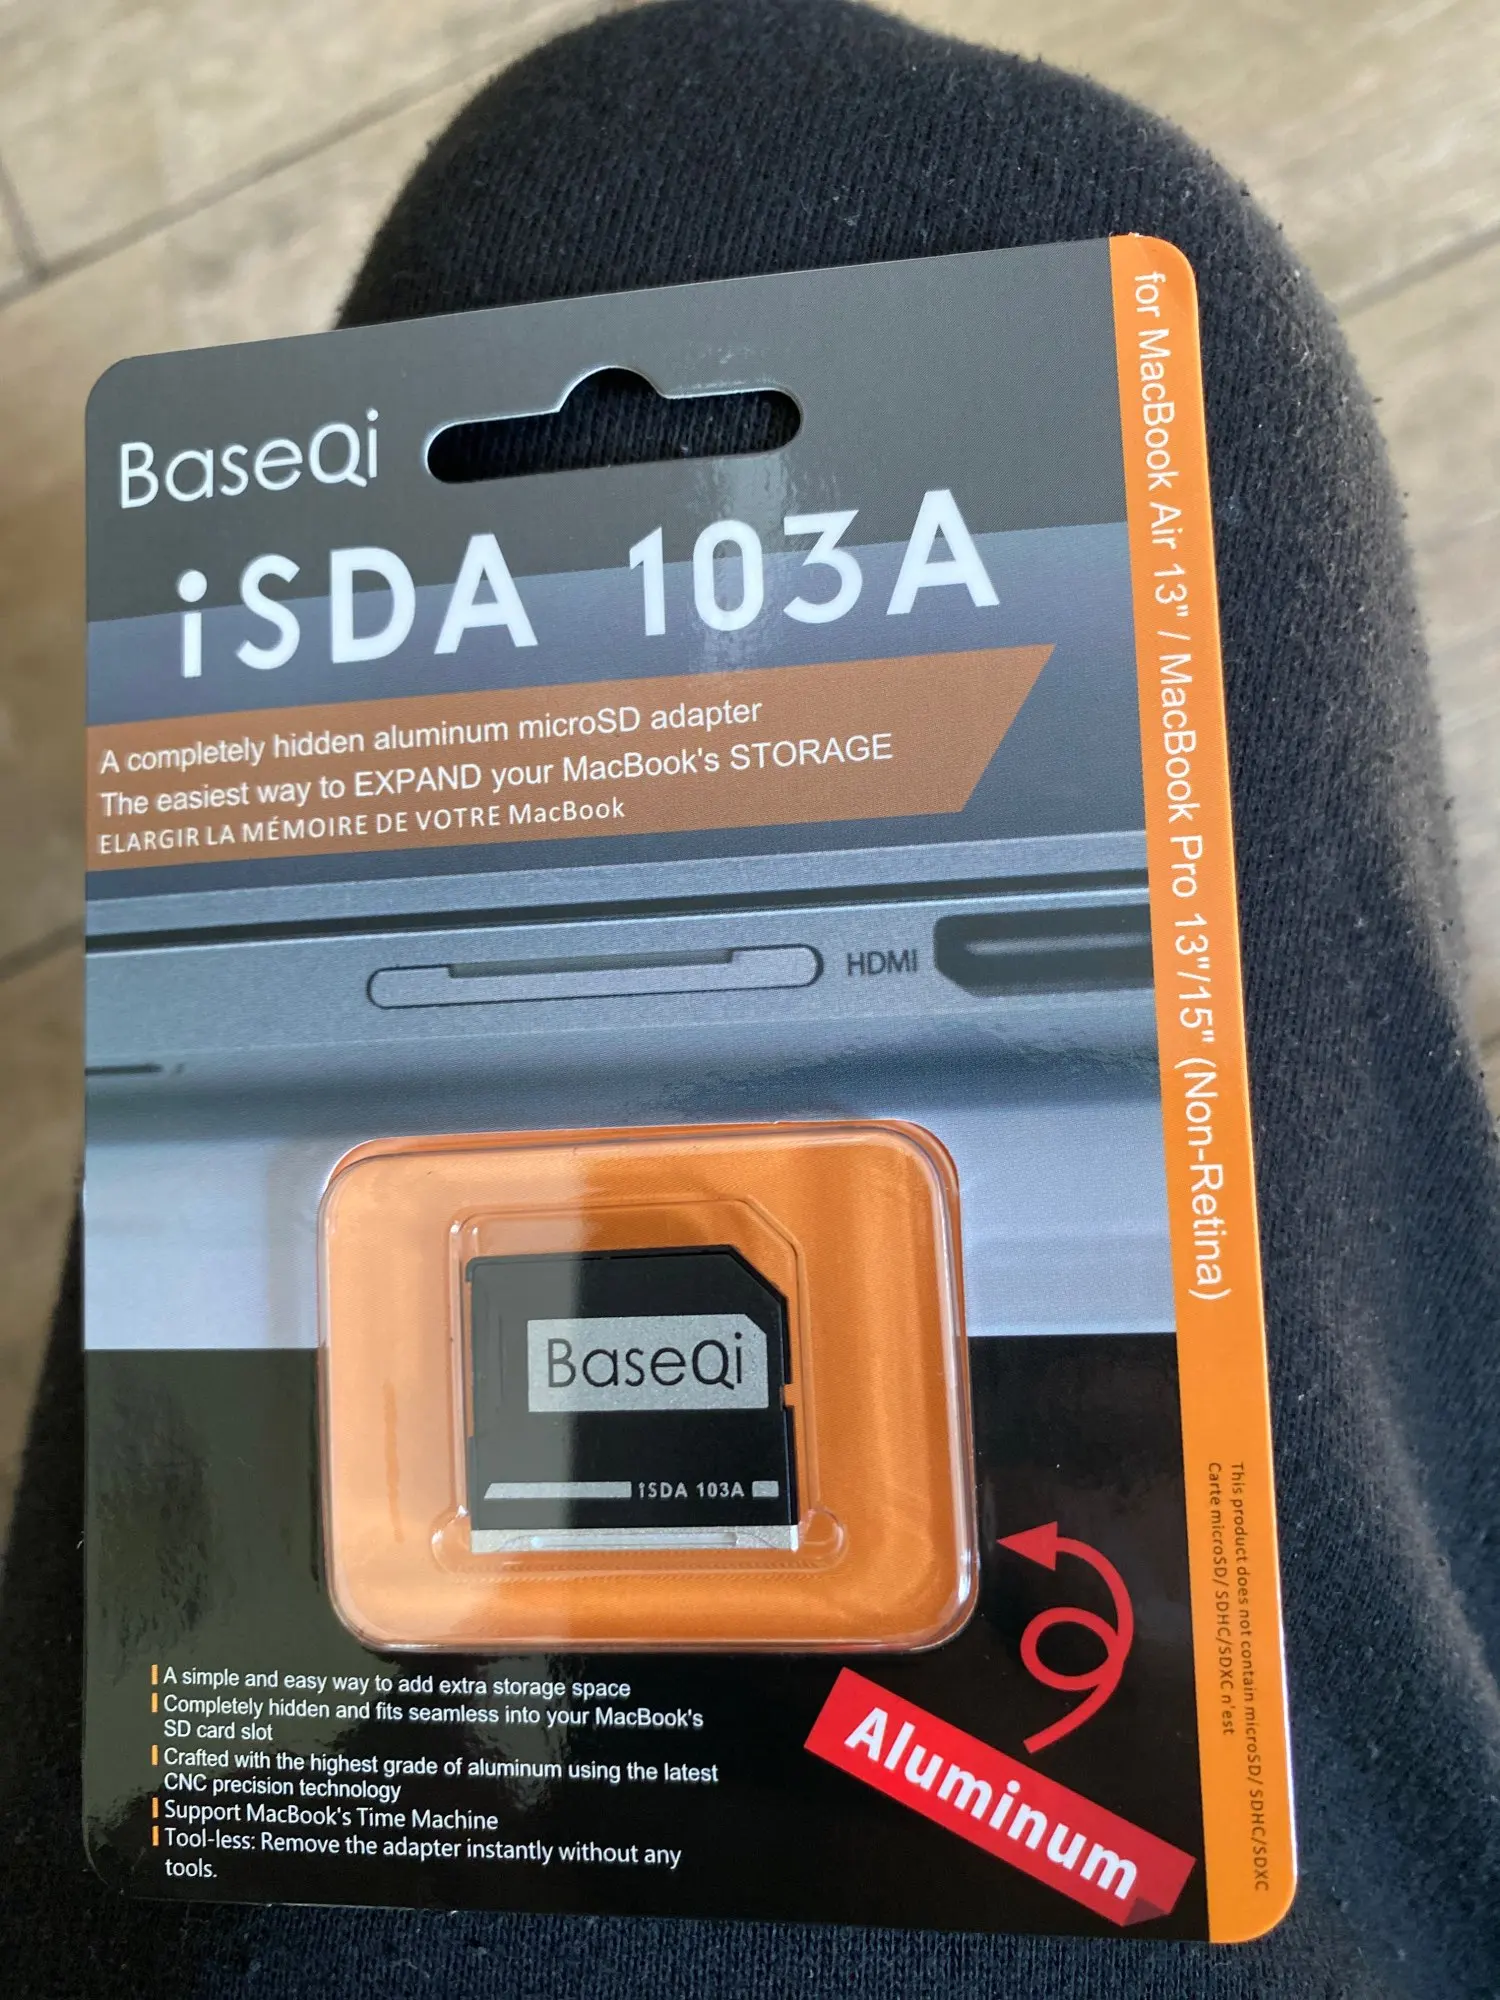 BaseQi
iSDA 103A
A completely hidden aluminum microSD adapter
The easiest way to EXPAND your MacBook's STORAGE
ELARGIR LA MÉMOIRE DE VOTRE MacBook
HDMI
BaseQi
iSDA 103A
A simple and easy way to add extra storage space
Completely hidden and fits seamless into your MacBook's
SD card slot
Crafted with the highest grade of aluminum using the latest
CNC precision technology
Support MacBook's Time Machine
Tool-less: Remove the adapter instantly without any
tools.
Aluminum
for MacBook Air 13" / MacBook Pro 13"/15" (Non-Retina)
This product does not contain microSD/ SDHC/SDXC
Carte microSD/ SDHC/SDXC n'est